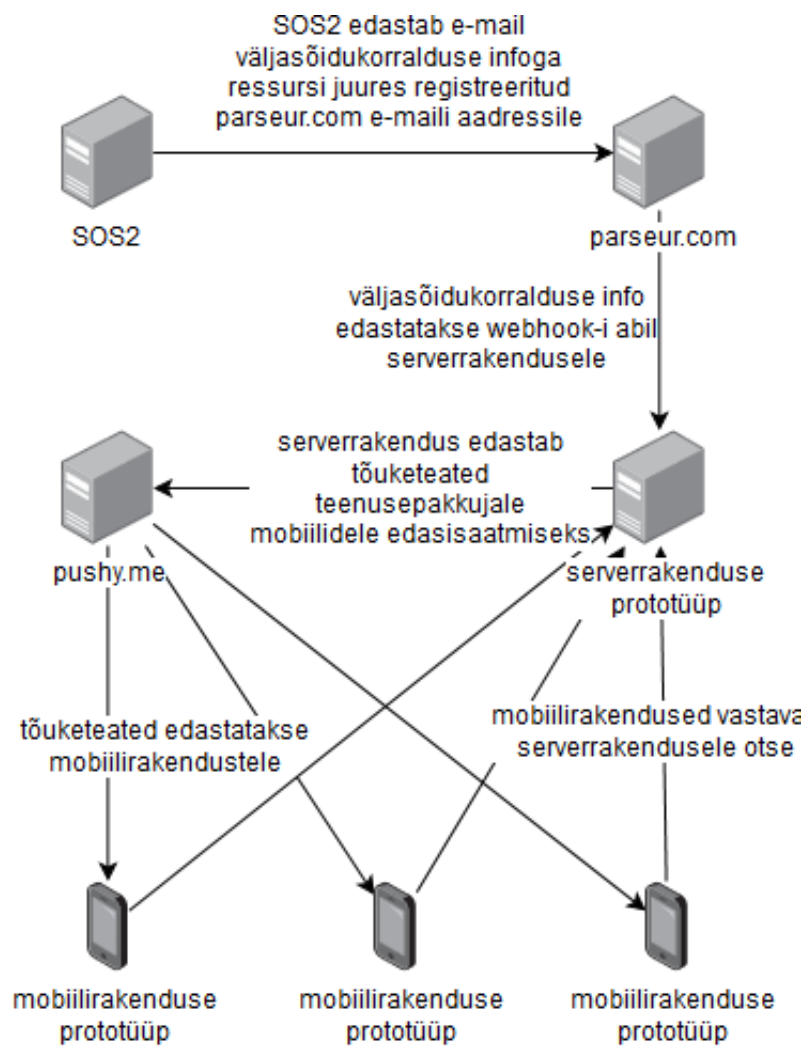 SOS2 edastab e-mail
väljasõidukorralduse infoga
ressursi juures registreeritud
parseur.com e-maili aadressile
SOS2
parseur.com
väljasõidukorralduse info
edastatakse webhook-i abil
serverrakendusele
serverrakendus edastab
tõuketeated
teenusepakkujale
mobiilidele edasisaatmiseks
pushy.me
serverrakenduse
prototüüp
tõuketeated edastatakse
mobiilirakendustele
mobiilirakendused vastava
serverrakendusele otse
mobiilirakenduse
prototüüp
mobiilirakenduse
prototüüp
mobiilirakenduse
prototüüp